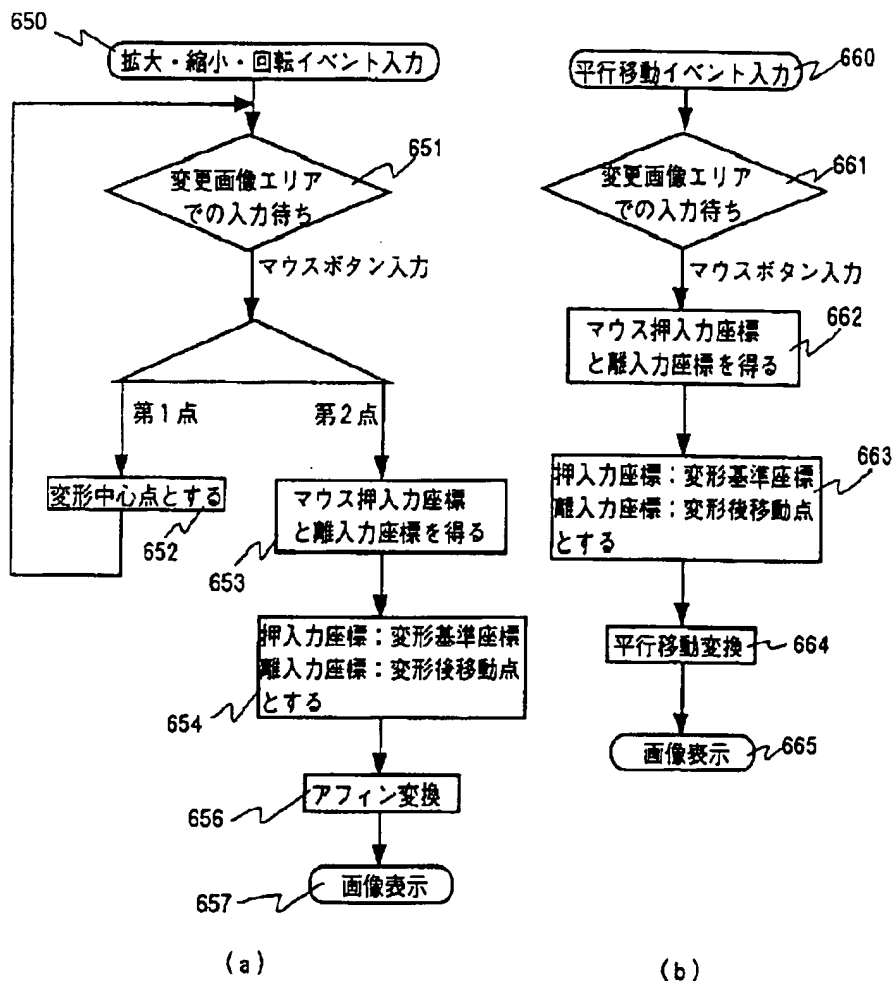 650
拡大・縮小・回転イベント入力
651
変更画像エリア
での入力待ち
マウスボタン入力
第1点
第2点
変形中心点とする
652
マウス押入力座標
と離入力座標を得る
653
押入力座標：変形基準座標
離入力座標：変形後移動点
とする
654
アフィン変換
656
画像表示
657
(a)
平行移動イベント入力
660
変更画像エリア
での入力待ち
661
マウスボタン入力
マウス押入力座標
と離入力座標を得る
662
押入力座標：変形基準座標
離入力座標：変形後移動点
とする
663
平行移動変換
664
画像表示
665
(b)